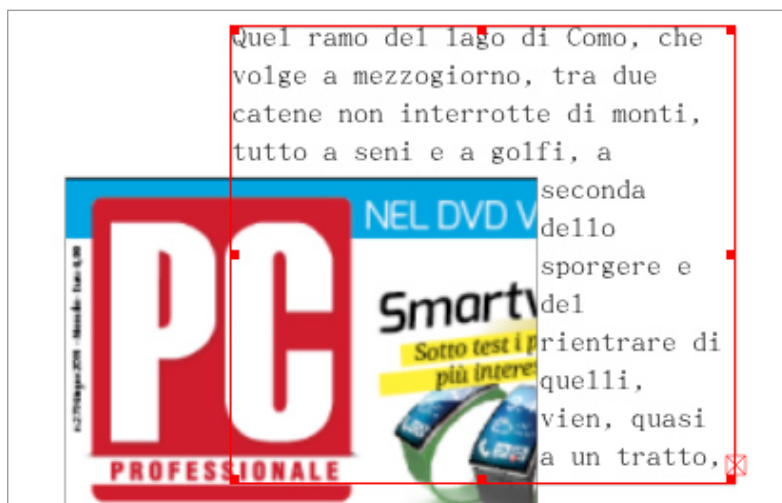 Quel ramo del lago di Como, che
volge a mezzogiorno, tra due
catene non interrotte di monti,
tutto a seni e a golfi, a
seconda
dello
sporgere e
del
rientrare di
quelli,
vien, quasi
a un tratto,
NEL DVD V
PC
PROFESSIONALE
Smartw
Sotto test i p
più interes